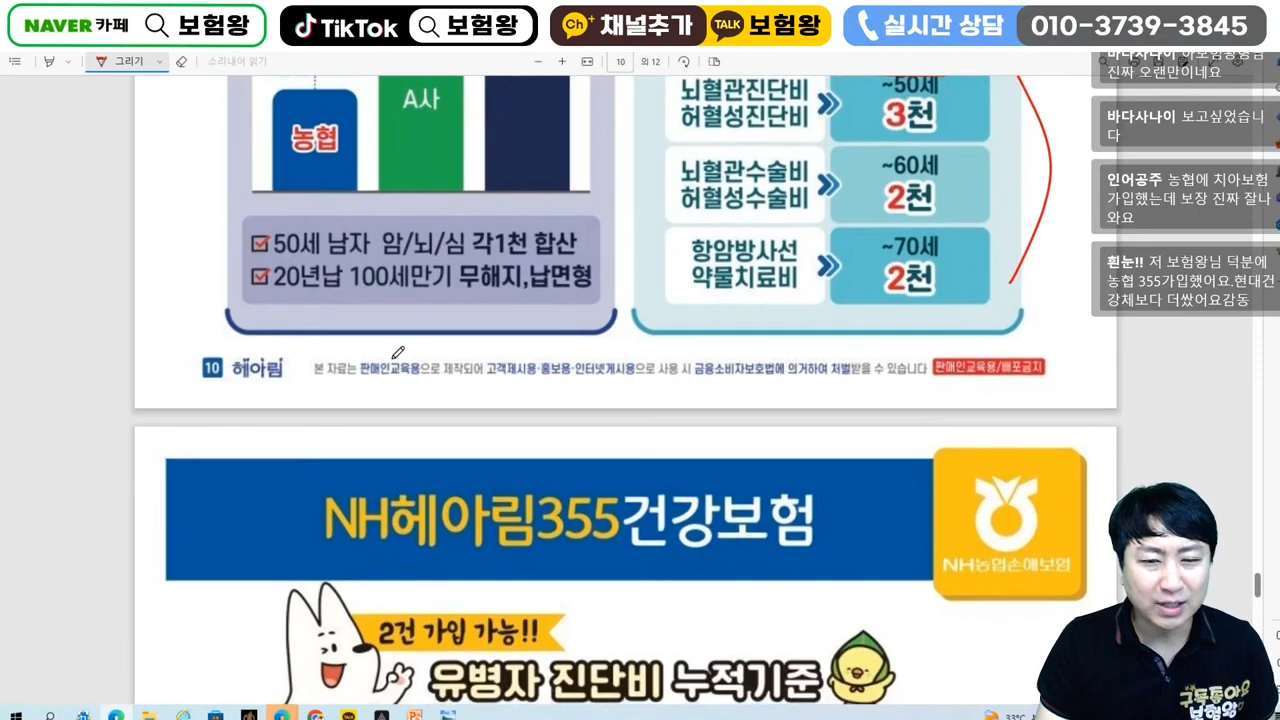 NAVER 카페 보험왕
TikTok 보험왕
Ch+ 채널추가 TALK 보험왕
실시간 상담 010-3739-3845
그리기
소리내어 읽기
10 의 12
진짜 오랜만이네요
바다사나이 보고싶었습니
다
인어공주 농협에 치아보험
가입했는데 보장 진짜 잘나
와요
흰눈!! 저 보험왕님 덕분에
농협 355가입했어요.현대건
강체보다 더쌌어요감동
농협
A사
50세 남자 암/뇌/심 각1천 합산
20년납 100세만기 무해지,납면형
뇌혈관진단비
허혈성진단비
~50세
3천
뇌혈관수술비
허혈성수술비
~60세
2천
항암방사선
약물치료비
~70세
2천
10 헤아림
본 자료는 판매인교육용으로 제작되어 고객제시용·홍보용·인터넷게시용으로 사용 시 금융소비자보호법에 의거하여 처벌받을 수 있습니다
판매인교육용/배포금지
NH헤아림355건강보험
NH농협손해보험
2건 가입 가능!!
유병자 진단비 누적기준
구독좋아요
보험왕
33°C